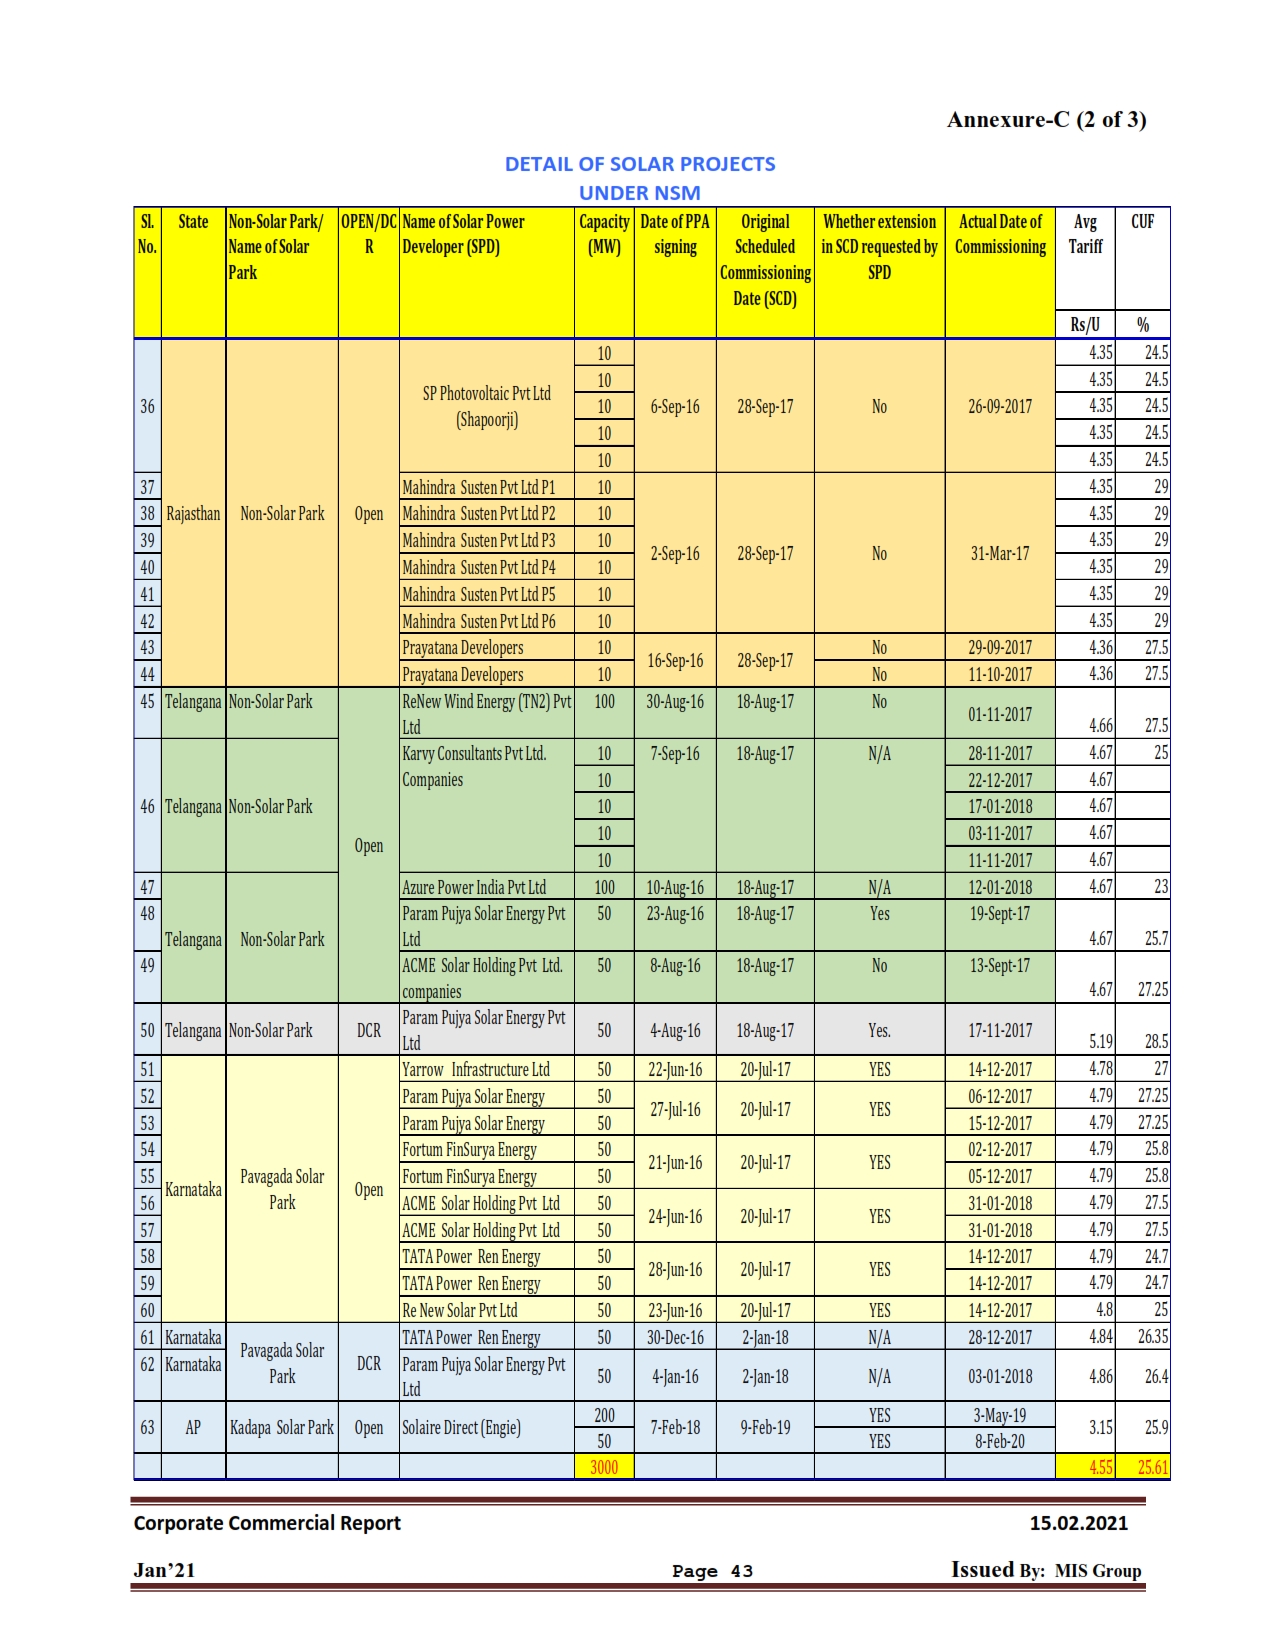 Annexure-C (2 of 3)
DETAIL OF SOLAR PROJECTS
UNDER NSM
Sl. No. State Non-Solar Park/ Name of Solar Park OPEN/DCR Name of Solar Power Developer (SPD) Capacity (MW) Date of PPA signing Original Scheduled Commissioning Date (SCD) Whether extension in SCD requested by SPD Actual Date of Commissioning Avg Tariff CUF
Rs/U %
36 Rajasthan Non-Solar Park Open SP Photovoltaic Pvt Ltd (Shapoorji) 10 6-Sep-16 28-Sep-17 No 26-09-2017 4.35 24.5
10 4.35 24.5
10 4.35 24.5
10 4.35 24.5
10 4.35 24.5
37 Mahindra Susten Pvt Ltd P1 10 2-Sep-16 28-Sep-17 No 31-Mar-17 4.35 29
38 Mahindra Susten Pvt Ltd P2 10 4.35 29
39 Mahindra Susten Pvt Ltd P3 10 4.35 29
40 Mahindra Susten Pvt Ltd P4 10 4.35 29
41 Mahindra Susten Pvt Ltd P5 10 4.35 29
42 Mahindra Susten Pvt Ltd P6 10 4.35 29
43 Prayatana Developers 10 16-Sep-16 28-Sep-17 No 29-09-2017 4.36 27.5
44 Prayatana Developers 10 No 11-10-2017 4.36 27.5
45 Telangana Non-Solar Park Open ReNew Wind Energy (TN2) Pvt Ltd 100 30-Aug-16 18-Aug-17 No 01-11-2017 4.66 27.5
46 Telangana Non-Solar Park Karvy Consultants Pvt Ltd. Companies 10 7-Sep-16 18-Aug-17 N/A 28-11-2017 4.67 25
10 22-12-2017 4.67
10 17-01-2018 4.67
10 03-11-2017 4.67
10 11-11-2017 4.67
47 Telangana Non-Solar Park Azure Power India Pvt Ltd 100 10-Aug-16 18-Aug-17 N/A 12-01-2018 4.67 23
48 Param Pujya Solar Energy Pvt Ltd 50 23-Aug-16 18-Aug-17 Yes 19-Sept-17 4.67 25.7
49 ACME Solar Holding Pvt Ltd. companies 50 8-Aug-16 18-Aug-17 No 13-Sept-17 4.67 27.25
50 Telangana Non-Solar Park DCR Param Pujya Solar Energy Pvt Ltd 50 4-Aug-16 18-Aug-17 Yes. 17-11-2017 5.19 28.5
51 Karnataka Pavagada Solar Park Open Yarrow Infrastructure Ltd 50 22-Jun-16 20-Jul-17 YES 14-12-2017 4.78 27
52 Param Pujya Solar Energy 50 27-Jul-16 20-Jul-17 YES 06-12-2017 4.79 27.25
53 Param Pujya Solar Energy 50 15-12-2017 4.79 27.25
54 Fortum FinSurya Energy 50 21-Jun-16 20-Jul-17 YES 02-12-2017 4.79 25.8
55 Fortum FinSurya Energy 50 05-12-2017 4.79 25.8
56 ACME Solar Holding Pvt Ltd 50 24-Jun-16 20-Jul-17 YES 31-01-2018 4.79 27.5
57 ACME Solar Holding Pvt Ltd 50 31-01-2018 4.79 27.5
58 TATA Power Ren Energy 50 28-Jun-16 20-Jul-17 YES 14-12-2017 4.79 24.7
59 TATA Power Ren Energy 50 14-12-2017 4.79 24.7
60 Re New Solar Pvt Ltd 50 23-Jun-16 20-Jul-17 YES 14-12-2017 4.8 25
61 Karnataka Pavagada Solar Park DCR TATA Power Ren Energy 50 30-Dec-16 2-Jan-18 N/A 28-12-2017 4.84 26.35
62 Karnataka Param Pujya Solar Energy Pvt Ltd 50 4-Jan-16 2-Jan-18 N/A 03-01-2018 4.86 26.4
63 AP Kadapa Solar Park Open Solaire Direct (Engie) 200 7-Feb-18 9-Feb-19 YES 3-May-19 3.15 25.9
50 YES 8-Feb-20
3000 4.55 25.61
Corporate Commercial Report 15.02.2021
Jan’21 Page 43 Issued By: MIS Group